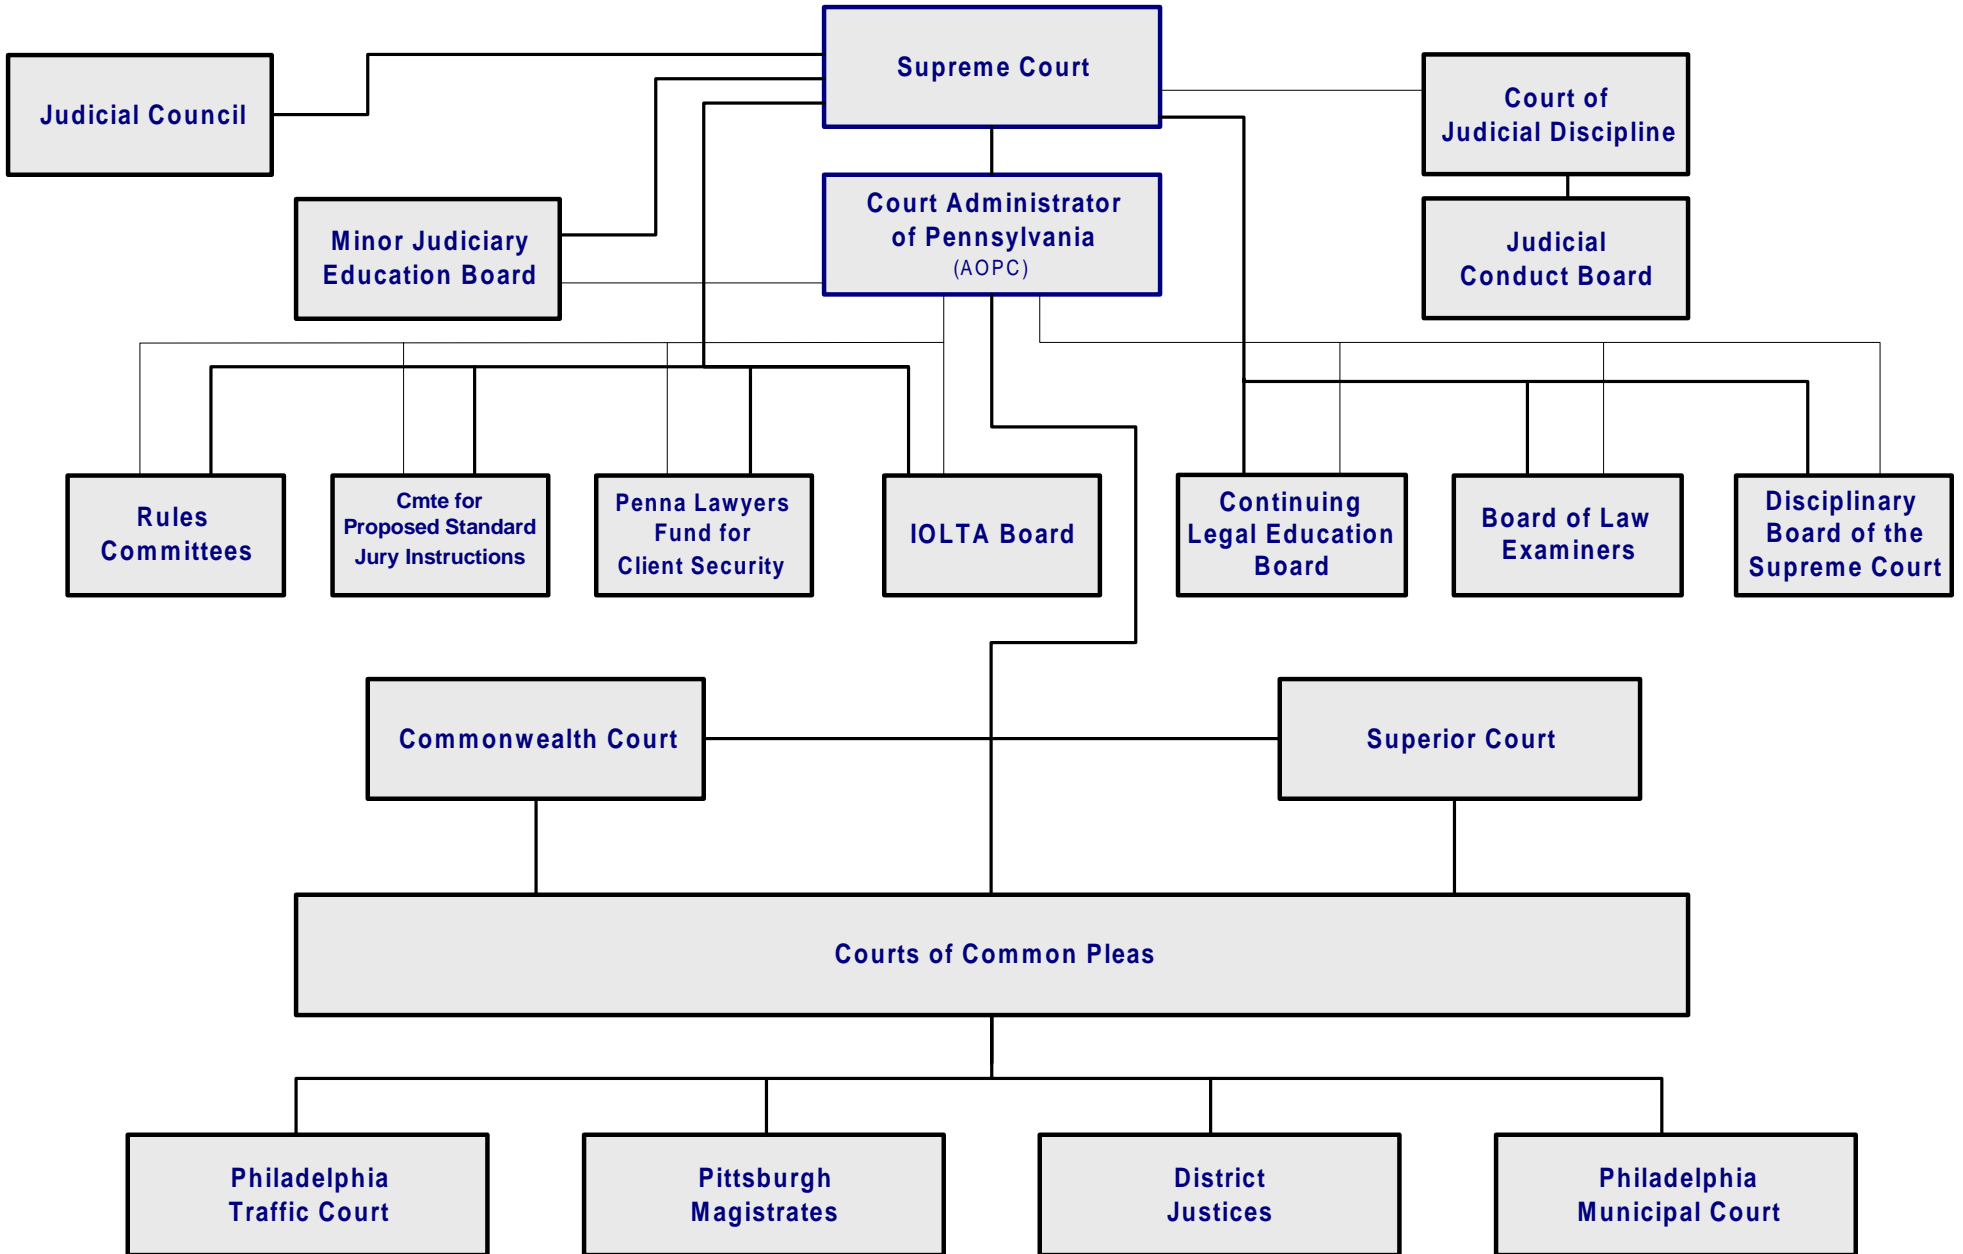 Supreme Court
Judicial Council
Court of
Judicial Discipline
Court Administrator
of Pennsylvania
(AOPC)
Minor Judiciary
Education Board
Judicial
Conduct Board
Rules
Committees
Cmte for
Proposed Standard
Jury Instructions
Penna Lawyers
Fund for
Client Security
IOLTA Board
Continuing
Legal Education
Board
Board of Law
Examiners
Disciplinary
Board of the
Supreme Court
Commonwealth Court
Superior Court
Courts of Common Pleas
Philadelphia
Traffic Court
Pittsburgh
Magistrates
District
Justices
Philadelphia
Municipal Court